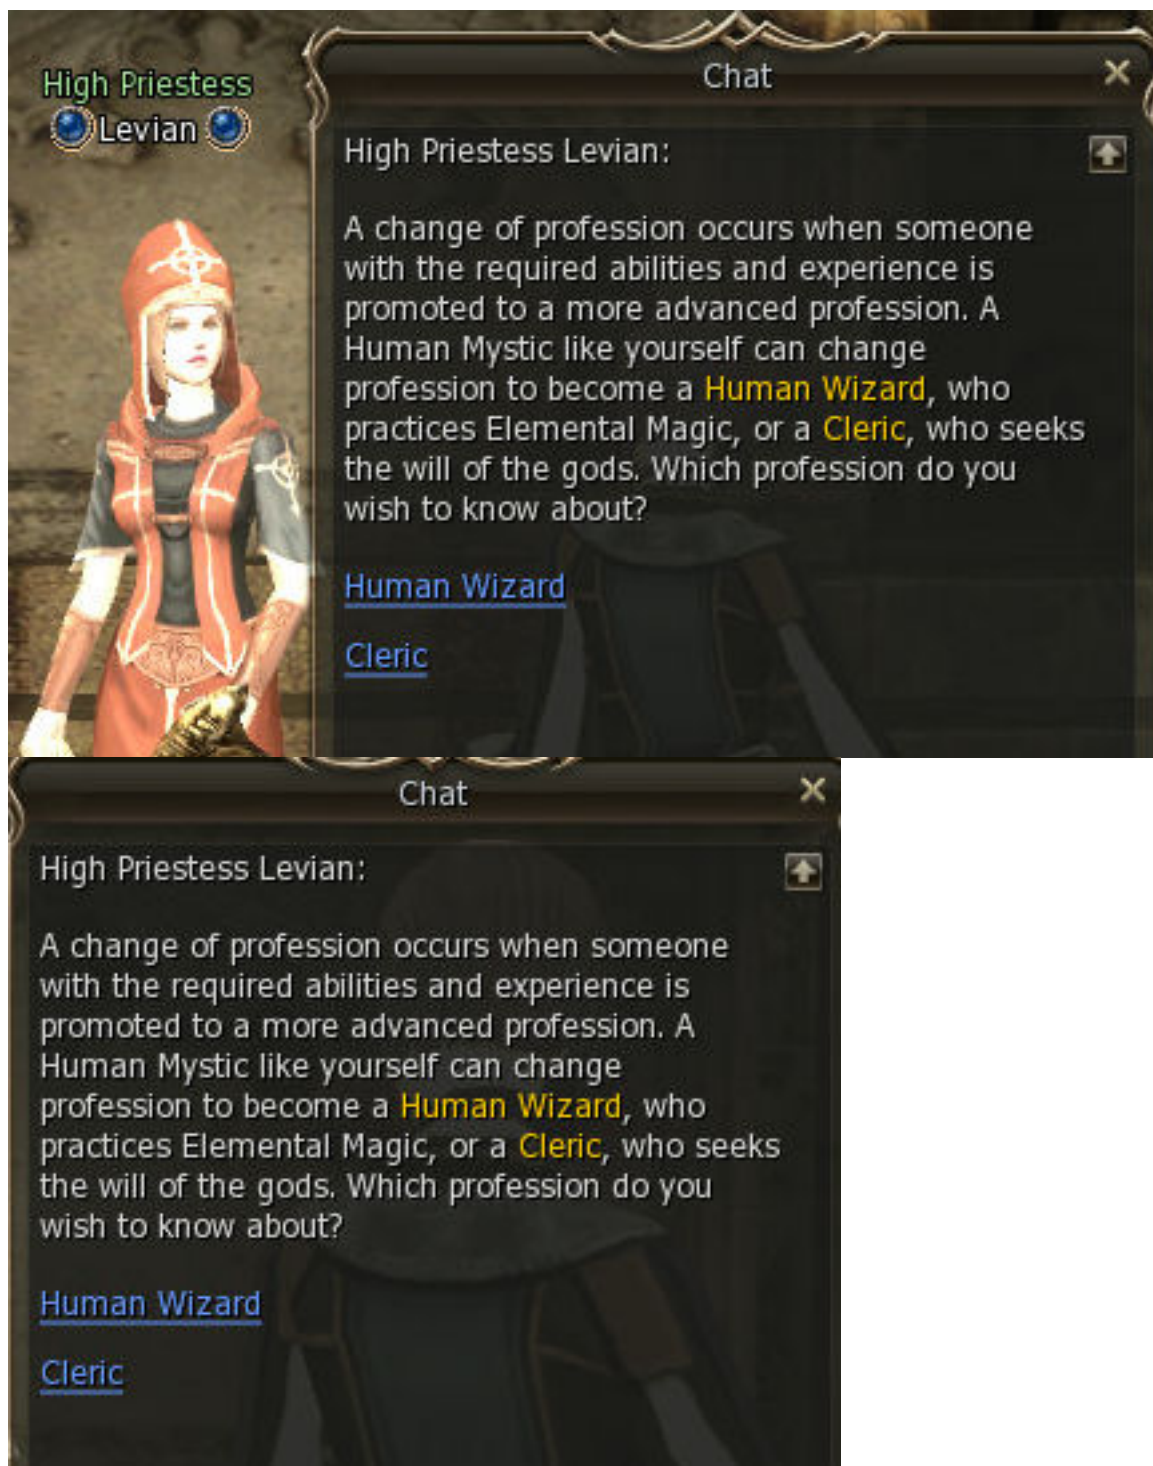 High Priestess
Levian
Chat
High Priestess Levian:
A change of profession occurs when someone
with the required abilities and experience is
promoted to a more advanced profession. A
Human Mystic like yourself can change
profession to become a Human Wizard, who
practices Elemental Magic, or a Cleric, who seeks
the will of the gods. Which profession do you
wish to know about?
Human Wizard
Cleric
Chat
High Priestess Levian:
A change of profession occurs when someone
with the required abilities and experience is
promoted to a more advanced profession. A
Human Mystic like yourself can change
profession to become a Human Wizard, who
practices Elemental Magic, or a Cleric, who seeks
the will of the gods. Which profession do you
wish to know about?
Human Wizard
Cleric